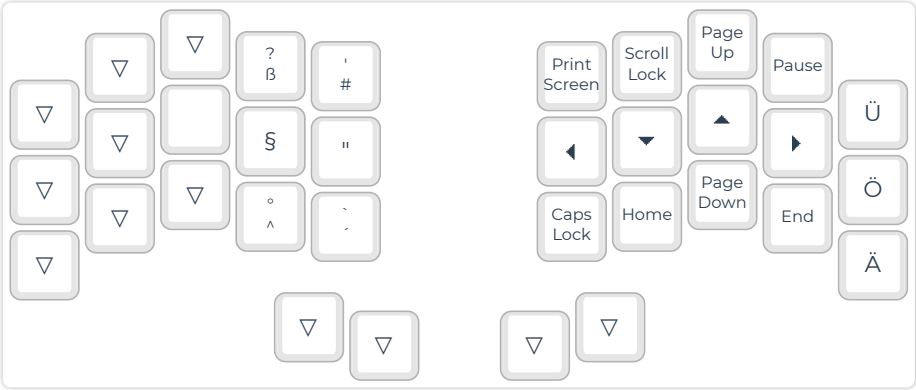 ▽
▽
▽
?
ß
'
#
Print
Screen
Scroll
Lock
Page
Up
Pause
Ü
▽
▽
§
"
◀
▼
▲
▶
Ö
▽
▽
▽
°
^
`
´
Caps
Lock
Home
Page
Down
End
Ä
▽
▽
▽
▽